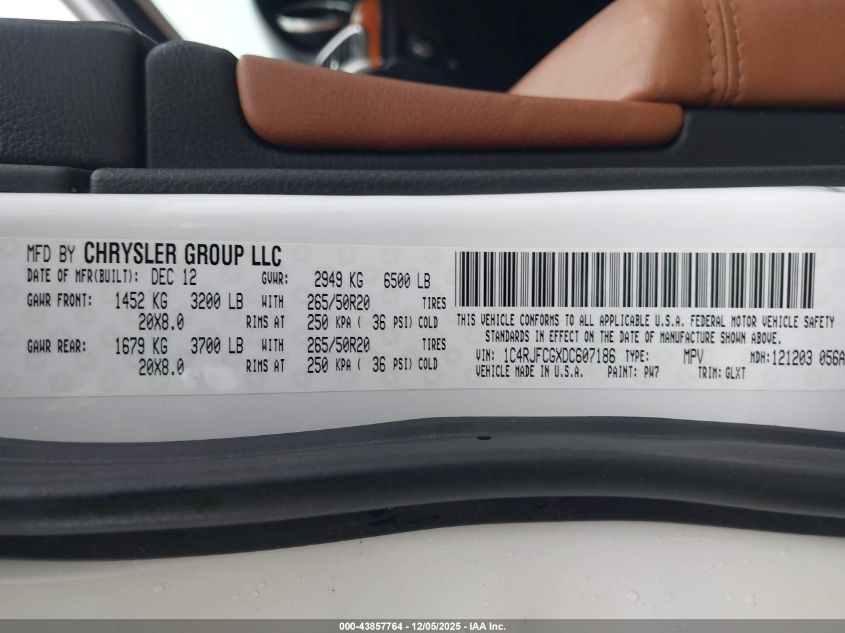 MFD BY CHRYSLER GROUP LLC
DATE OF MFR(BUILT): DEC 12 GVWR: 2949 KG 6500 LB
GAWR FRONT: 1452 KG 3200 LB WITH 265/50R20 TIRES
20X8.0 RIMS AT 250 KPA ( 36 PSI) COLD
GAWR REAR: 1679 KG 3700 LB WITH 265/50R20 TIRES
20X8.0 RIMS AT 250 KPA ( 36 PSI) COLD
THIS VEHICLE CONFORMS TO ALL APPLICABLE U.S.A. FEDERAL MOTOR VEHICLE SAFETY
STANDARDS IN EFFECT ON THE DATE OF MANUFACTURE SHOWN ABOVE.
VIN: 1C4RJFCGXDC607186 TYPE: MPV MDH:121203 056A
VEHICLE MADE IN U.S.A. PAINT: PW7 TRIM: GLXT
000-43857764 - 12/05/2025 - IAA Inc.